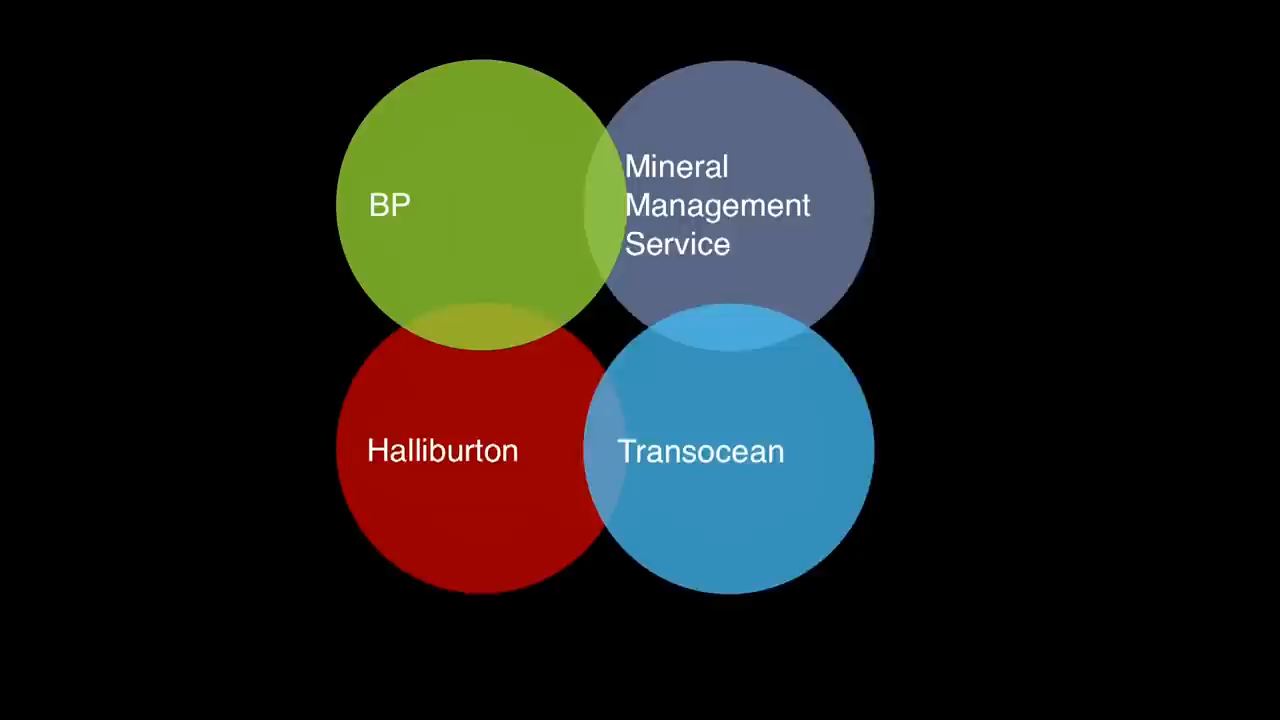 BP
Mineral
Management
Service
Halliburton
Transocean